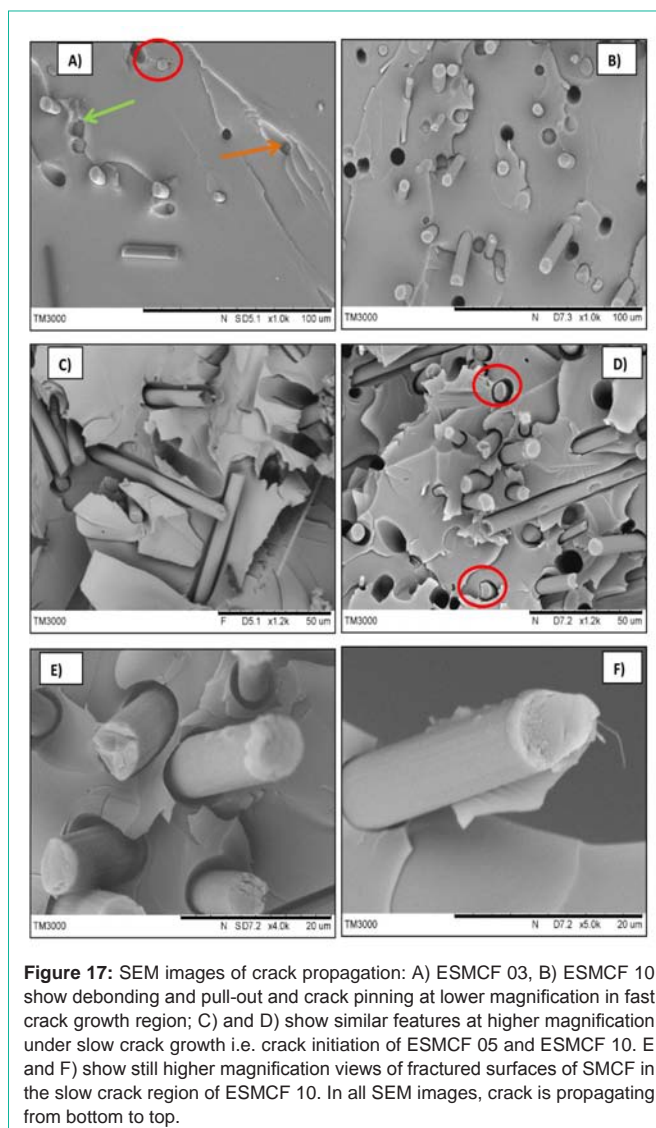 A)
B)
TM3000
N SD5.1 x1.0k 100 um
TM3000
N D7.3 x1.0k 100 um
C)
D)
TM3000
F D5.1 x1.2k 50 um
TM3000
N D7.2 x1.2k 50 um
E)
F)
TM3000
N SD7.2 x4.0k 20 um
TM3000
N D7.2 x5.0k 20 um
Figure 17: SEM images of crack propagation: A) ESMCF 03, B) ESMCF 10
show debonding and pull-out and crack pinning at lower magnification in fast
crack growth region; C) and D) show similar features at higher magnification
under slow crack growth i.e. crack initiation of ESMCF 05 and ESMCF 10. E
and F) show still higher magnification views of fractured surfaces of SMCF in
the slow crack region of ESMCF 10. In all SEM images, crack is propagating
from bottom to top.